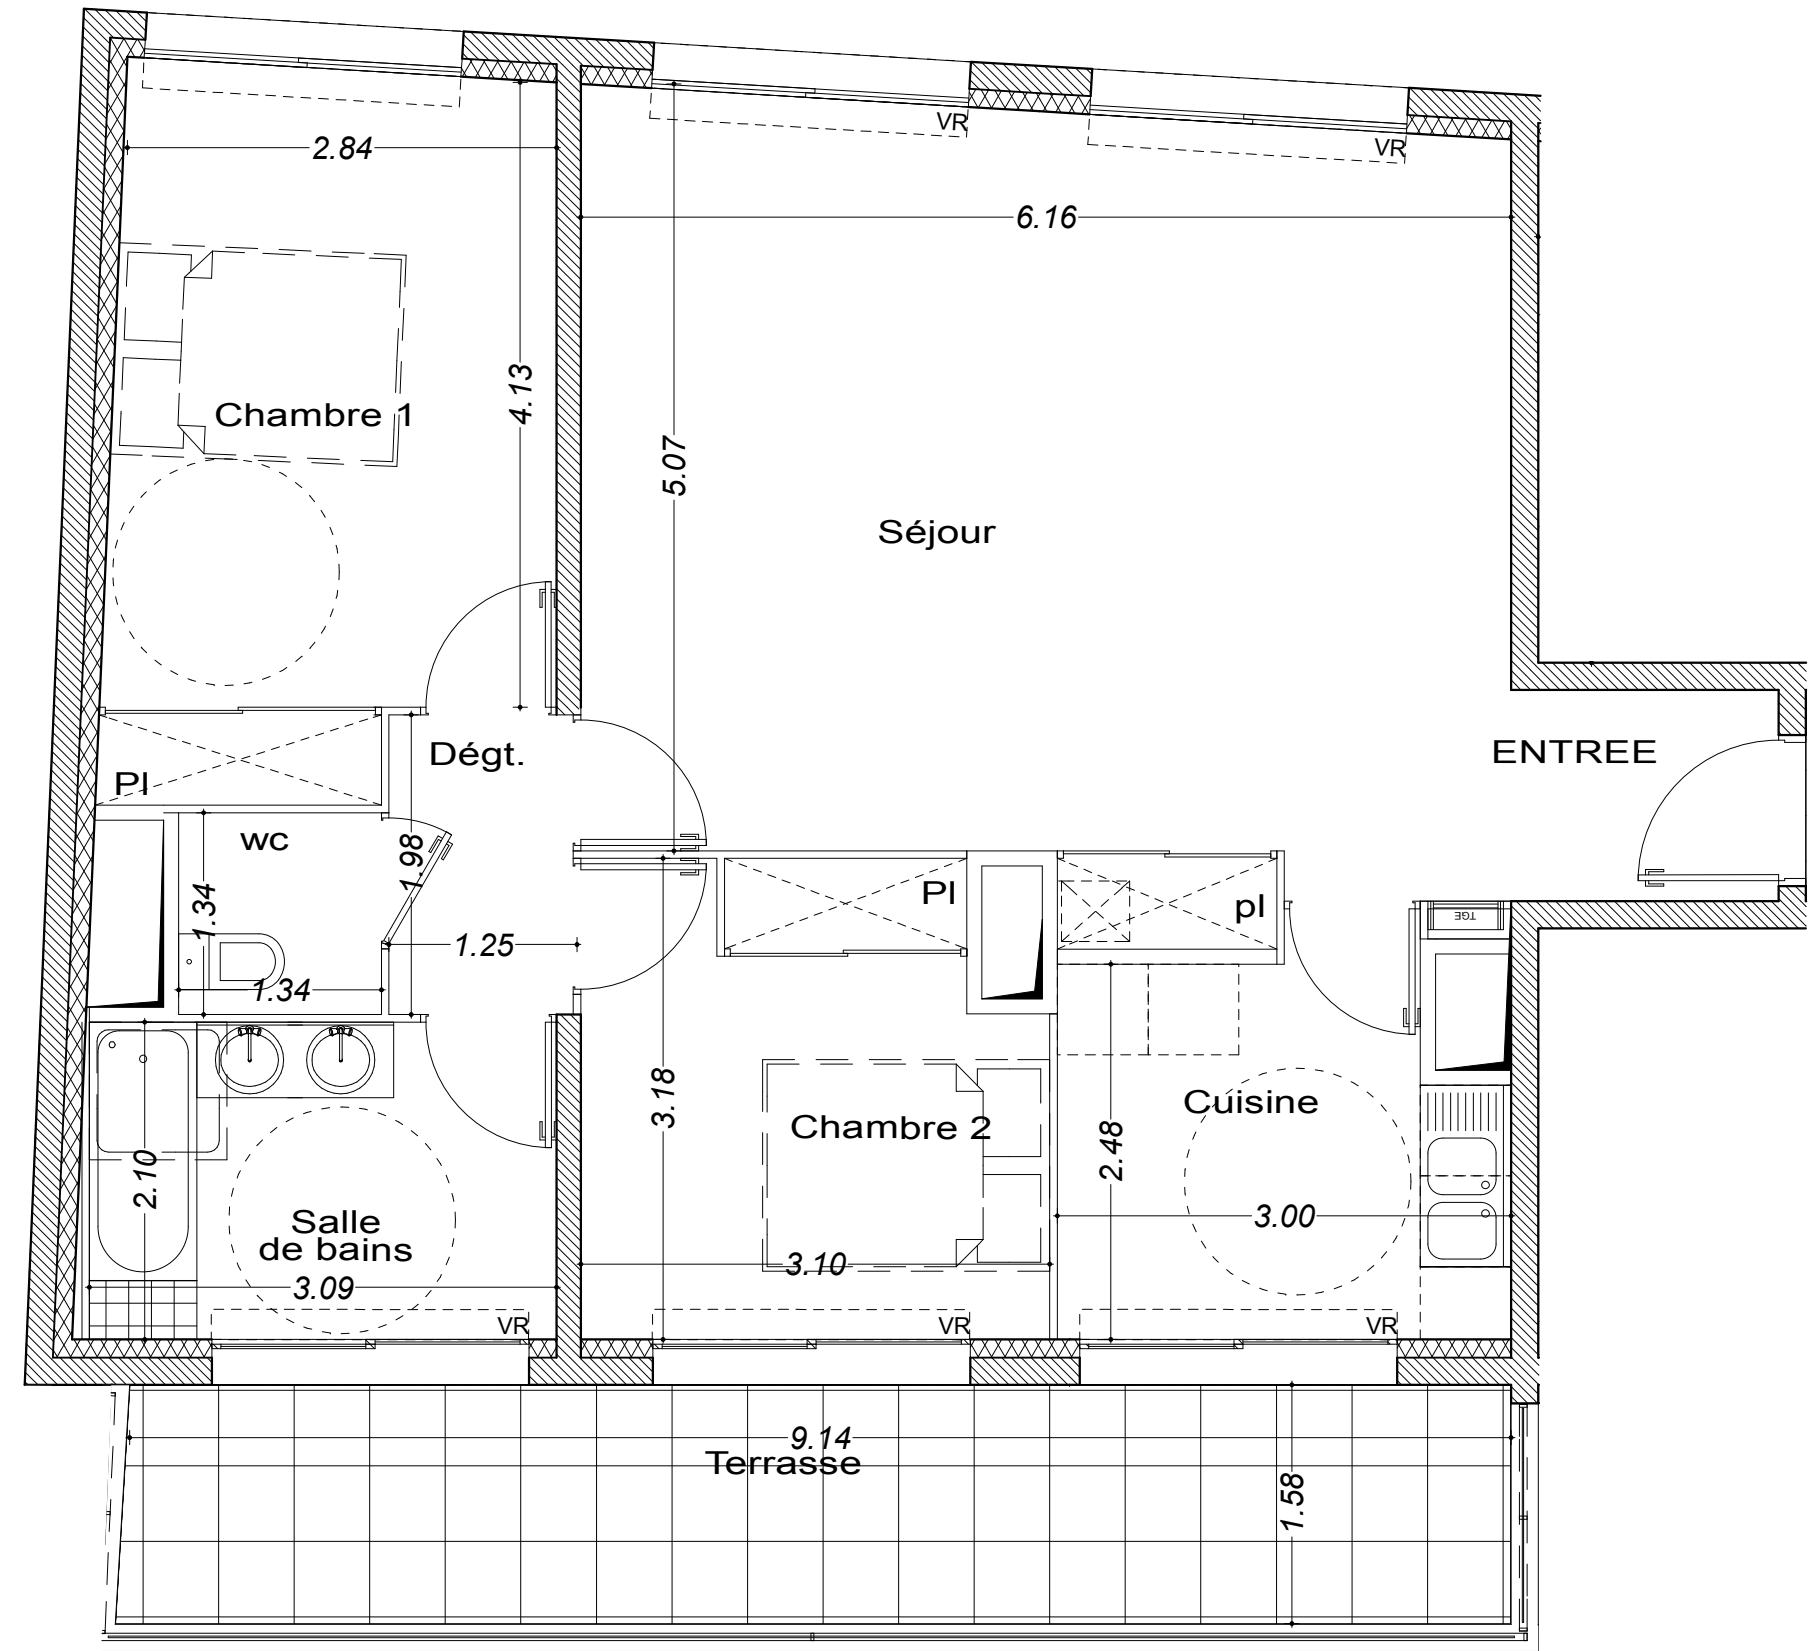 VR
VR
2.84
6.16
4.13
Chambre 1
5.07
Séjour
Dégt.
ENTREE
Pl
wc
1.98
1.34
Pl
pl
TGE
1.25
1.34
3.18
Chambre 2
Cuisine
2.48
2.10
Salle
de bains
3.00
3.10
3.09
VR
VR
VR
9.14
Terrasse
1.58